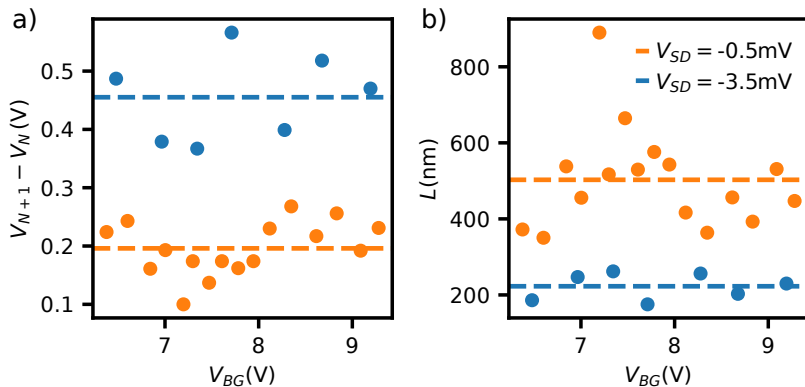 a)
V_{N+1} − V_N (V)
0.5
0.4
0.3
0.2
0.1
7
8
9
V_{BG}(V)
b)
L(nm)
800
600
400
200
V_{SD} = -0.5mV
V_{SD} = -3.5mV
7
8
9
V_{BG}(V)